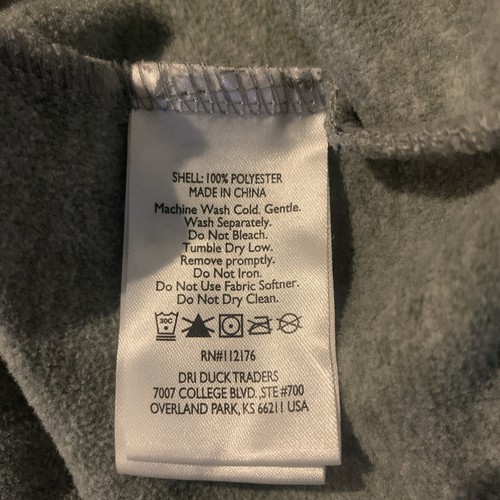 SHELL: 100% POLYESTER
MADE IN CHINA
Machine Wash Cold. Gentle.
Wash Separately.
Do Not Bleach.
Tumble Dry Low.
Remove promptly.
Do Not Iron.
Do Not Use Fabric Softner.
Do Not Dry Clean.
30C
RN#112176
DRI DUCK TRADERS
7007 COLLEGE BLVD .,STE #700
OVERLAND PARK, KS 66211 USA